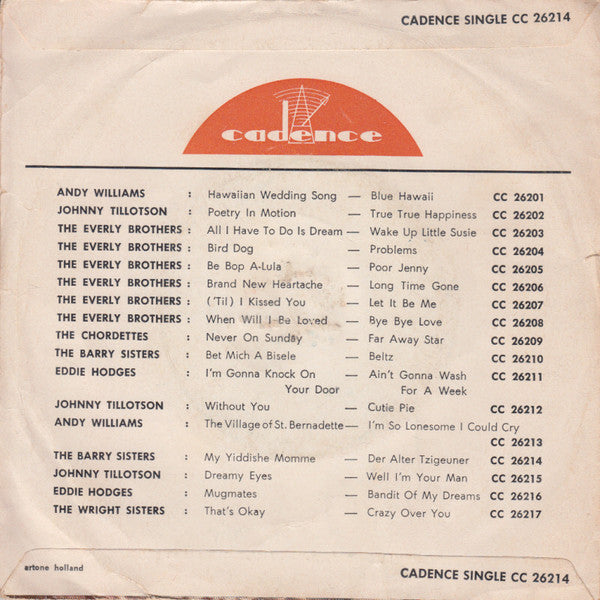 CADENCE SINGLE CC 26214
cadence
ANDY WILLIAMS : Hawaiian Wedding Song — Blue Hawaii CC 26201
JOHNNY TILLOTSON : Poetry In Motion — True True Happiness CC 26202
THE EVERLY BROTHERS : All I Have To Do Is Dream — Wake Up Little Susie CC 26203
THE EVERLY BROTHERS : Bird Dog — Problems CC 26204
THE EVERLY BROTHERS : Be Bop A-Lula — Poor Jenny CC 26205
THE EVERLY BROTHERS : Brand New Heartache — Long Time Gone CC 26206
THE EVERLY BROTHERS : ('Til) I Kissed You — Let It Be Me CC 26207
THE EVERLY BROTHERS : When Will I Be Loved — Bye Bye Love CC 26208
THE CHORDETTES : Never On Sunday — Far Away Star CC 26209
THE BARRY SISTERS : Bet Mich A Bisele — Beltz CC 26210
EDDIE HODGES : I'm Gonna Knock On — Ain't Gonna Wash CC 26211
Your Door For A Week
JOHNNY TILLOTSON : Without You — Cutie Pie CC 26212
ANDY WILLIAMS : The Village of St. Bernadette — I'm So Lonesome I Could Cry
CC 26213
THE BARRY SISTERS : My Yiddishe Momme — Der Alter Tzigeuner CC 26214
JOHNNY TILLOTSON : Dreamy Eyes — Well I'm Your Man CC 26215
EDDIE HODGES : Mugmates — Bandit Of My Dreams CC 26216
THE WRIGHT SISTERS : That's Okay — Crazy Over You CC 26217
artone holland
CADENCE SINGLE CC 26214